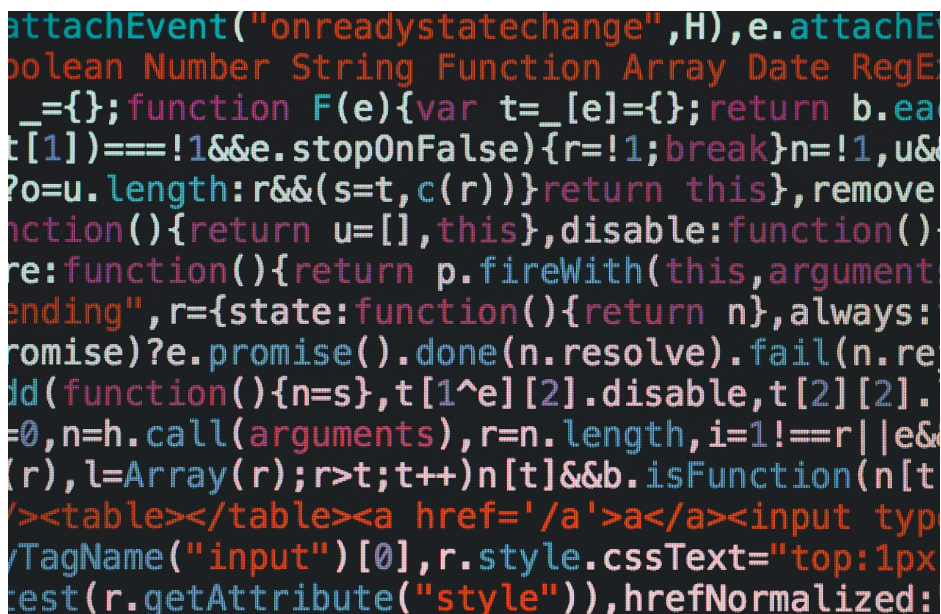 attachEvent("onreadystatechange",H),e.attachE
oolean Number String Function Array Date RegE
_={};function F(e){var t=_[e]={};return b.ea
t[1])===!1&&e.stopOnFalse){r=!1;break}n=!1,u&
?o=u.length:r&&(s=t,c(r))}return this},remove
nction(){return u=[],this},disable:function()
re:function(){return p.fireWith(this,argument
ending",r={state:function(){return n},always:
romise)?e.promise().done(n.resolve).fail(n.re
dd(function(){n=s},t[1^e][2].disable,t[2][2].
=0,n=h.call(arguments),r=n.length,i=1!==r||e&
(r),l=Array(r);r>t;t++)n[t]&&b.isFunction(n[t
/><table></table><a href='/a'>a</a><input typ
yTagName("input")[0],r.style.cssText="top:1px
test(r.getAttribute("style")),hrefNormalized: